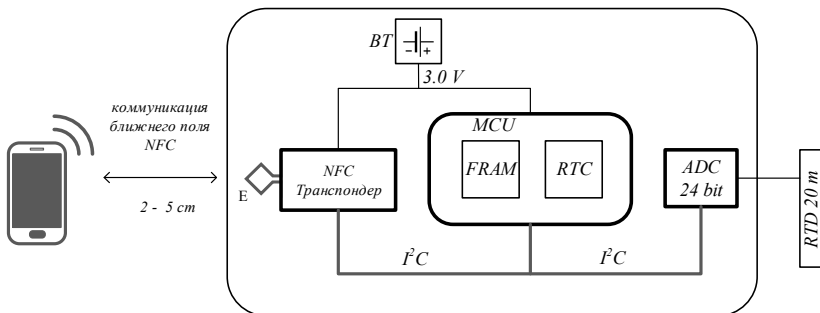 BT
− +
3.0 V
коммуникация
ближнего поля
NFC
2 - 5 cm
E
NFC
Транспондер
MCU
FRAM
RTC
ADC
24 bit
RTD 20 m
I²C
I²C